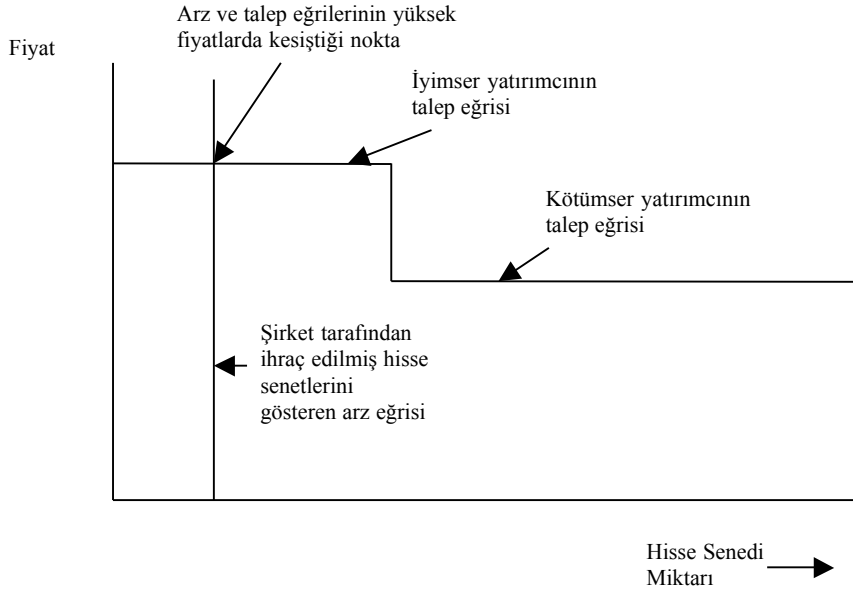 Arz ve talep eğrilerinin yüksek
fiyatlarda kesiştiği nokta
Fiyat
İyimser yatırımcının
talep eğrisi
Kötümser yatırımcının
talep eğrisi
Şirket tarafından
ihraç edilmiş hisse
senetlerini
gösteren arz eğrisi
Hisse Senedi
Miktarı